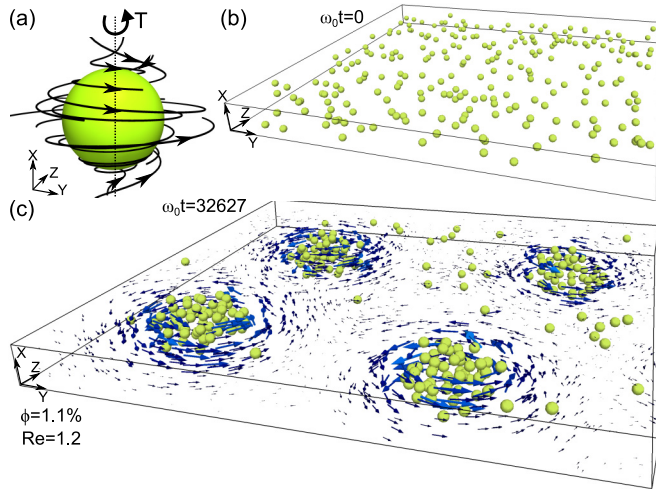 (a)
T
X
Z
Y
(b)
ω₀t=0
X
Z
Y
(c)
ω₀t=32627
X
Z
Y
ϕ=1.1%
Re=1.2